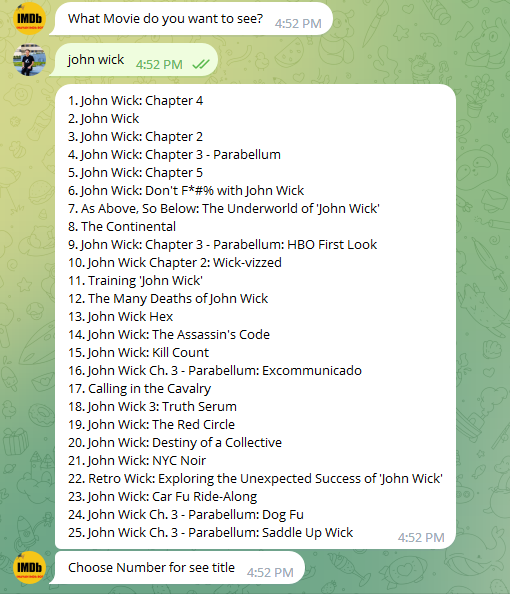 IMDb
What Movie do you want to see?
4:52 PM
john wick
4:52 PM
1. John Wick: Chapter 4
2. John Wick
3. John Wick: Chapter 2
4. John Wick: Chapter 3 - Parabellum
5. John Wick: Chapter 5
6. John Wick: Don't F*#% with John Wick
7. As Above, So Below: The Underworld of 'John Wick'
8. The Continental
9. John Wick: Chapter 3 - Parabellum: HBO First Look
10. John Wick Chapter 2: Wick-vizzed
11. Training 'John Wick'
12. The Many Deaths of John Wick
13. John Wick Hex
14. John Wick: The Assassin's Code
15. John Wick: Kill Count
16. John Wick Ch. 3 - Parabellum: Excommunicado
17. Calling in the Cavalry
18. John Wick 3: Truth Serum
19. John Wick: The Red Circle
20. John Wick: Destiny of a Collective
21. John Wick: NYC Noir
22. Retro Wick: Exploring the Unexpected Success of 'John Wick'
23. John Wick: Car Fu Ride-Along
24. John Wick Ch. 3 - Parabellum: Dog Fu
25. John Wick Ch. 3 - Parabellum: Saddle Up Wick
4:52 PM
IMDb
Choose Number for see title
4:52 PM